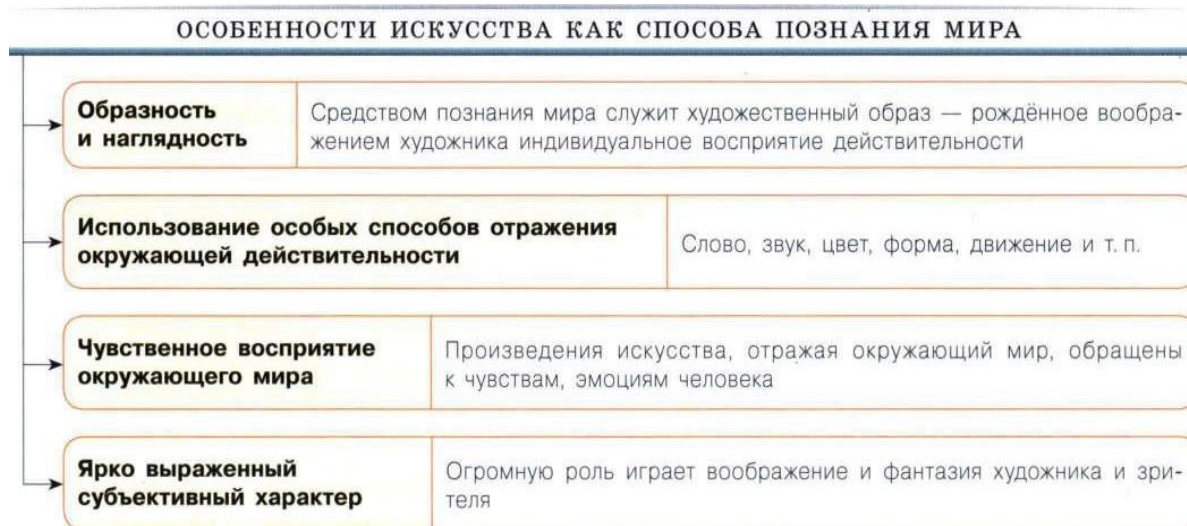 ОСОБЕННОСТИ ИСКУССТВА КАК СПОСОБА ПОЗНАНИЯ МИРА
Образность
и наглядность
Средством познания мира служит художественный образ — рождённое вообра-
жением художника индивидуальное восприятие действительности
Использование особых способов отражения
окружающей действительности
Слово, звук, цвет, форма, движение и т. п.
Чувственное восприятие
окружающего мира
Произведения искусства, отражая окружающий мир, обращены
к чувствам, эмоциям человека
Ярко выраженный
субъективный характер
Огромную роль играет воображение и фантазия художника и зри-
теля